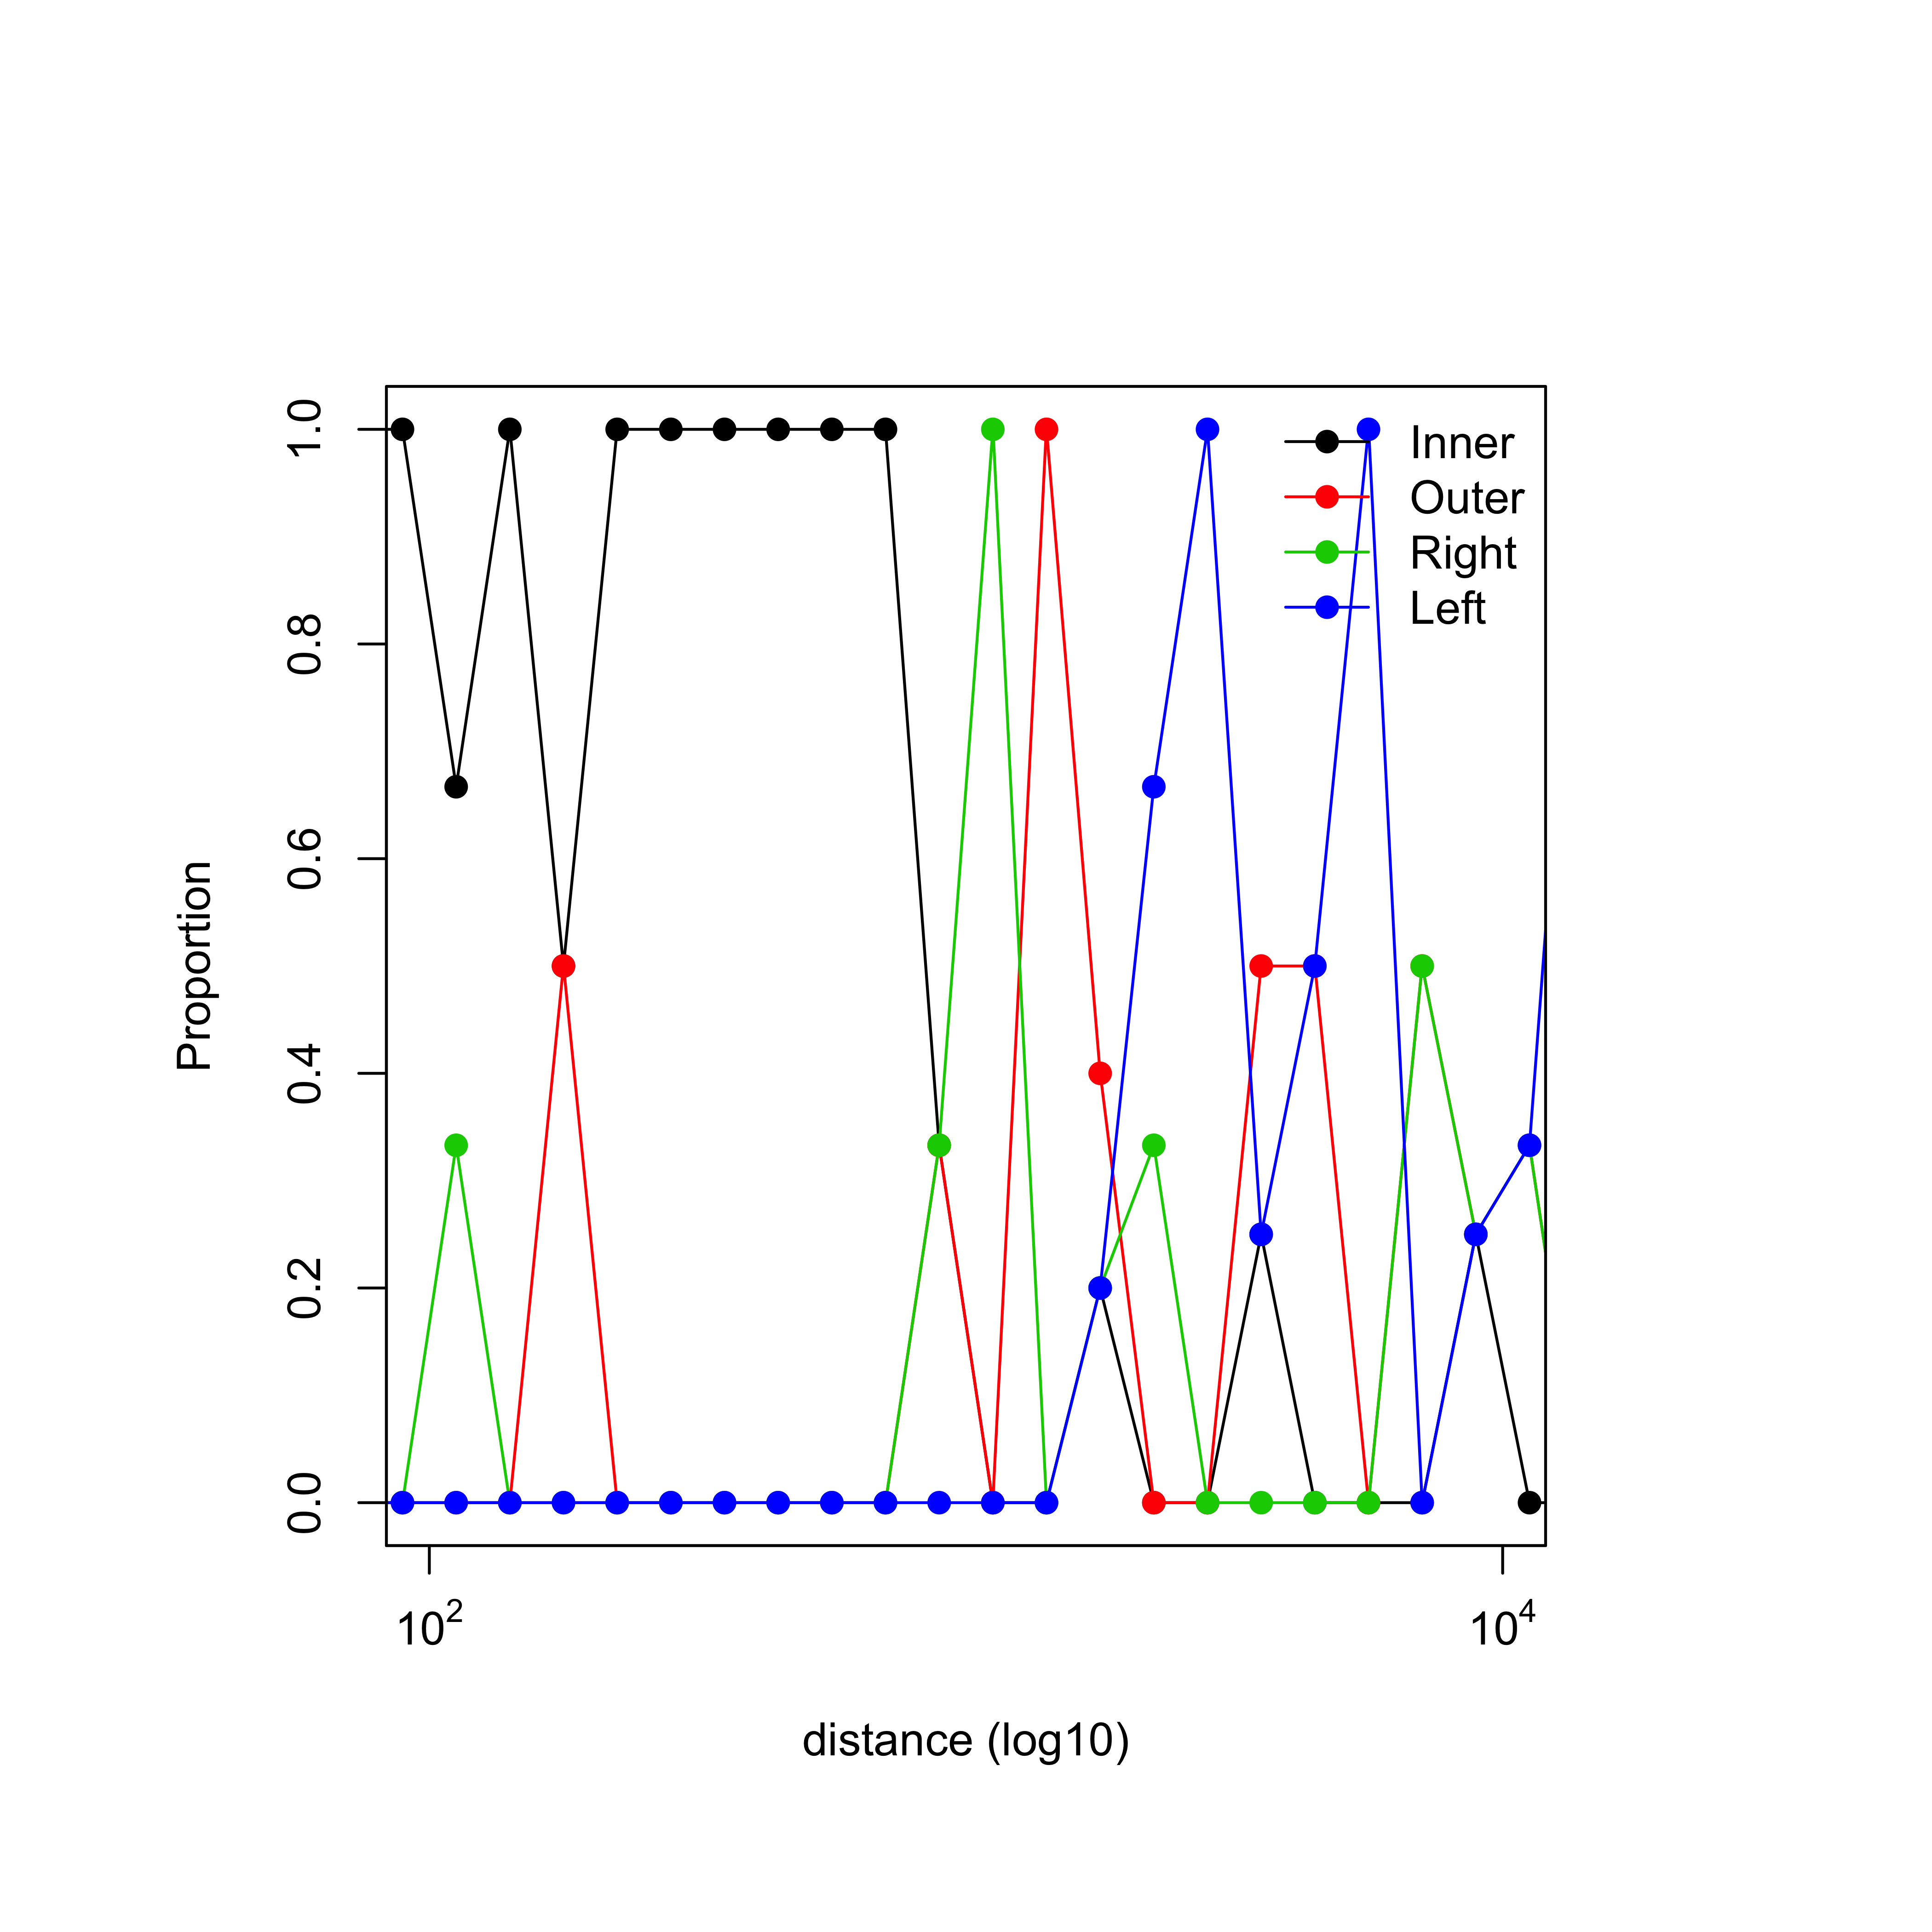 Inner
Outer
Right
Left
Proportion
1.0
0.8
0.6
0.4
0.2
0.0
10² 10⁴
distance (log10)